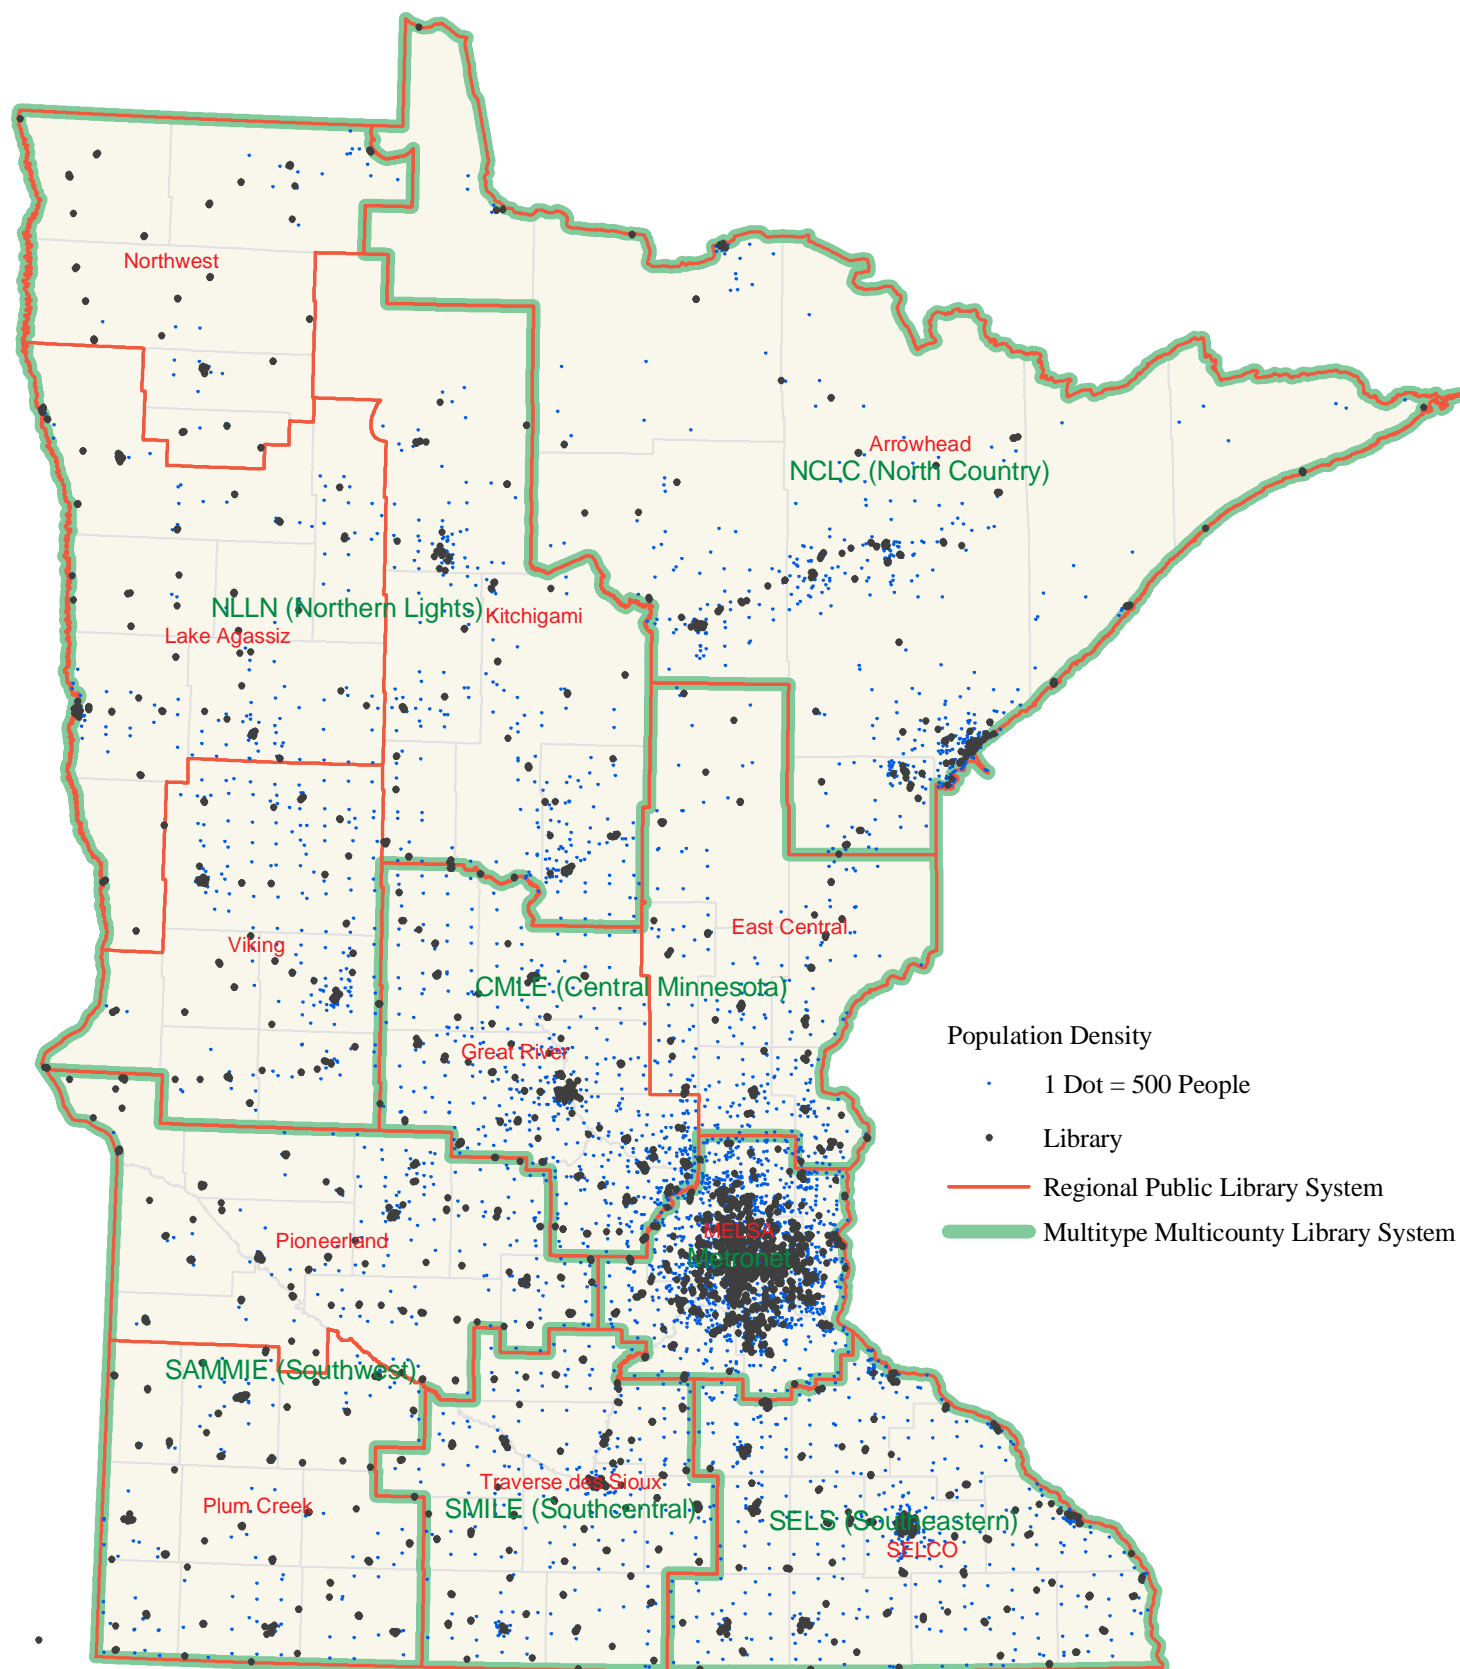 Northwest
Arrowhead
NCLC (North Country)
NLLN (Northern Lights)
Kitchigami
Lake Agassiz
East Central
Viking
CMLE (Central Minnesota)
Great River
Population Density
1 Dot = 500 People
Library
Regional Public Library System
Multitype Multicounty Library System
MELSA
Metronet
Pioneerland
SAMMIE (Southwest)
Traverse des Sioux
SMILE (Southcentral)
Plum Creek
SELS (Southeastern)
SELCO